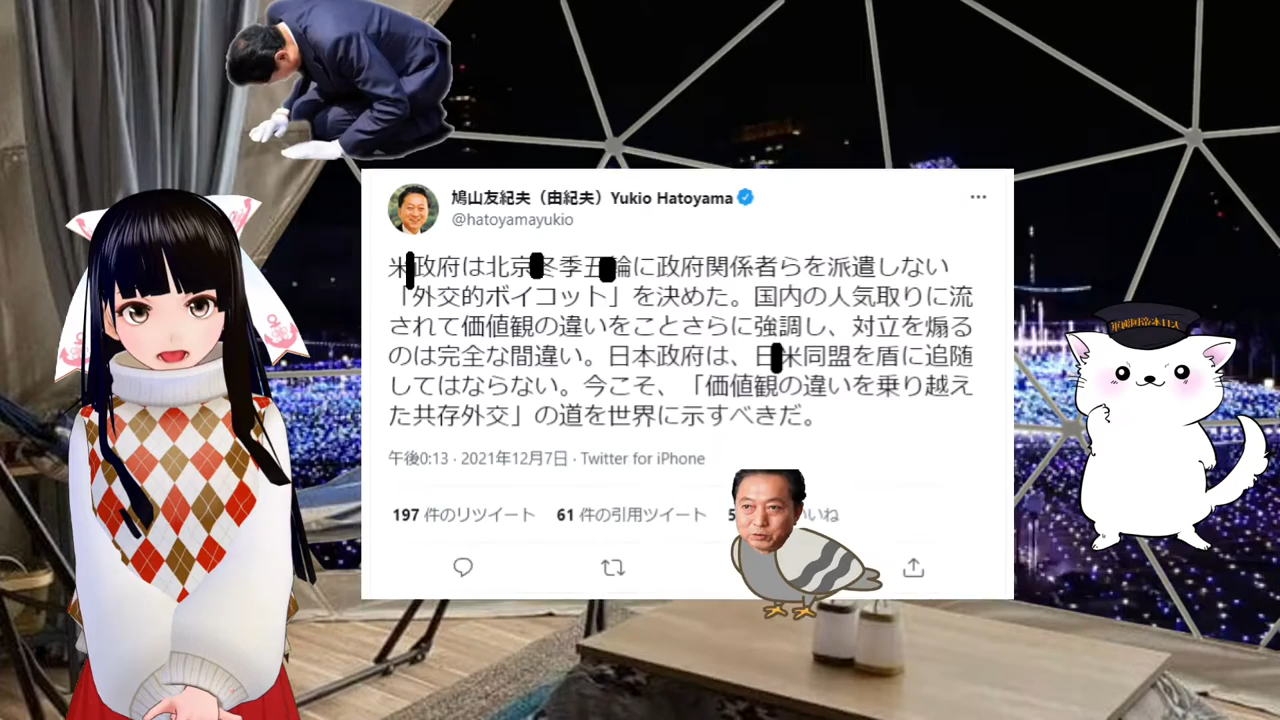 鳩山友紀夫（由紀夫）Yukio Hatoyama
@hatoyamayukio
米政府は北京冬季五輪に政府関係者らを派遣しない
「外交的ボイコット」を決めた。国内の人気取りに流
されて価値観の違いをことさらに強調し、対立を煽る
のは完全な間違い。日本政府は、日米同盟を盾に追随
してはならない。今こそ、「価値観の違いを乗り越え
た共存外交」の道を世界に示すべきだ。
午後0:13 · 2021年12月7日 · Twitter for iPhone
197 件のリツイート 61 件の引用ツイート いいね